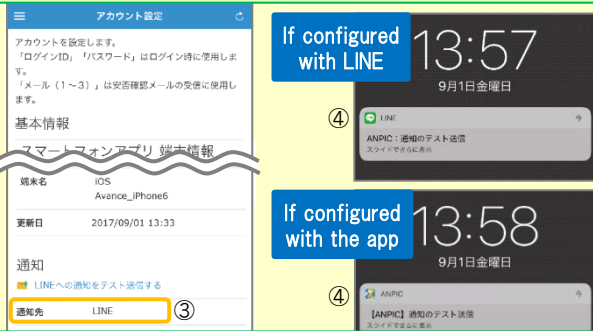 アカウント設定
アカウントを設定します。
「ログインID」「パスワード」はログイン時に使用しま
す。
「メール（1～3）」は安否確認メールの受信に使用し
ます。
基本情報
スマートフォンアプリ 端末情報
端末名
iOS
Avance_iPhone6
更新日
2017/09/01 13:33
通知
LINEへの通知をテスト送信する
通知先
LINE
③
If configured
with LINE
13:57
9月1日金曜日
④
LINE
今
ANPIC：通知のテスト送信
スライドでさらに表示
If configured
with the app
13:58
9月1日金曜日
④
ANPIC
今
【ANPIC】通知のテスト送信
スライドでさらに表示